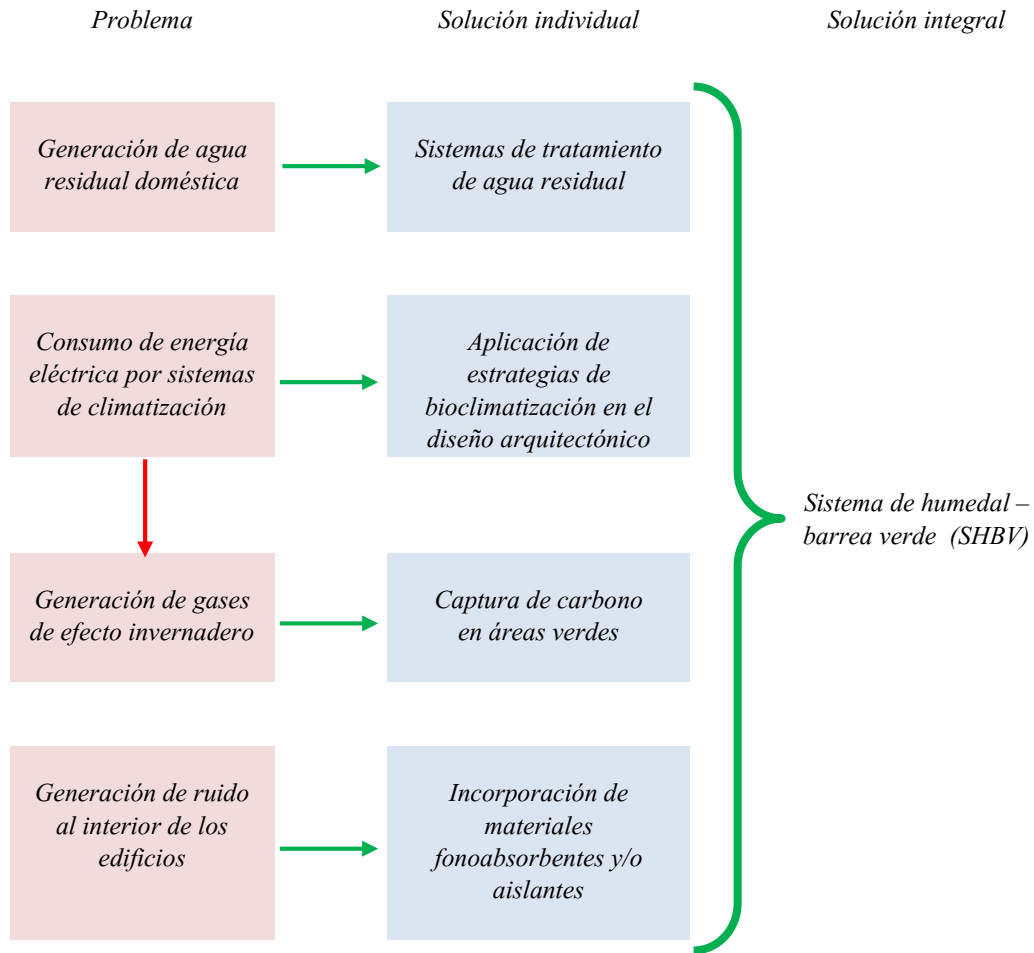 Problema
Solución individual
Solución integral
Generación de agua
residual doméstica
Sistemas de tratamiento
de agua residual
Consumo de energía
eléctrica por sistemas
de climatización
Aplicación de
estrategias de
bioclimatización en el
diseño arquitectónico
Sistema de humedal –
barrea verde (SHBV)
Generación de gases
de efecto invernadero
Captura de carbono
en áreas verdes
Generación de ruido
al interior de los
edificios
Incorporación de
materiales
fonoabsorbentes y/o
aislantes